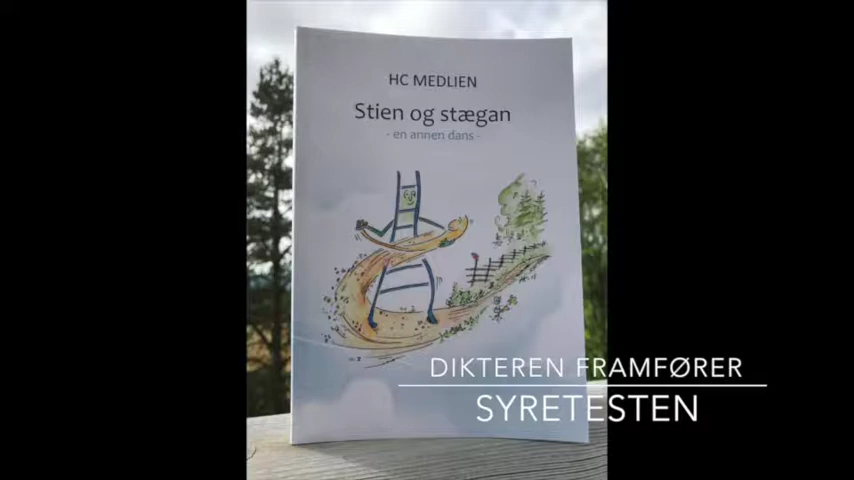 HC MEDLIEN
Stien og stægan
- en annen dans -
DIKTEREN FRAMFØRER
SYRETESTEN